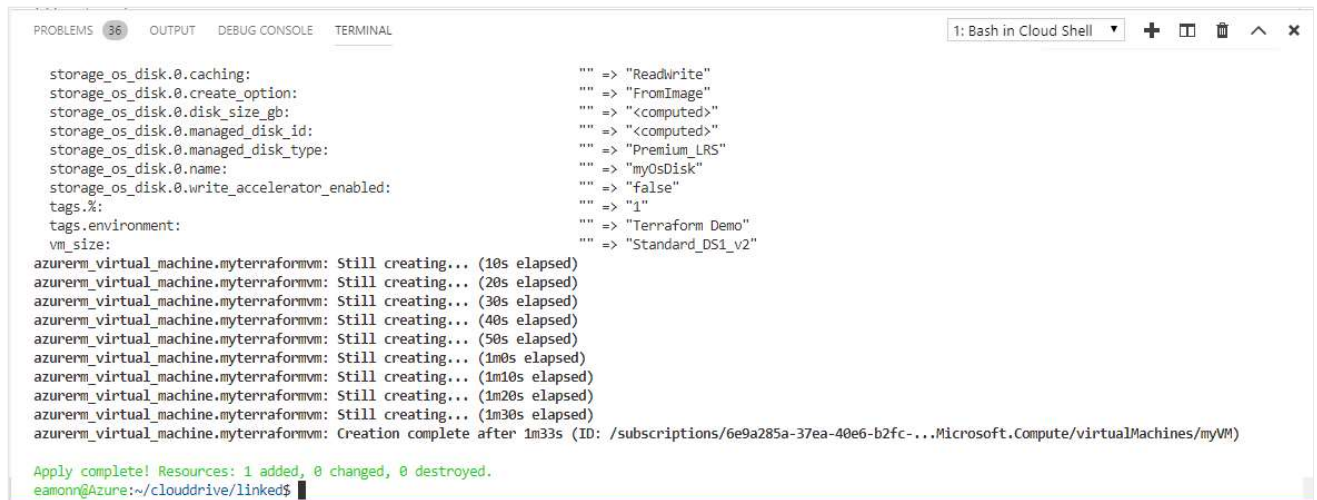 PROBLEMS 36 OUTPUT DEBUG CONSOLE TERMINAL 1: Bash in Cloud Shell
storage_os_disk.0.caching: "" => "ReadWrite"
storage_os_disk.0.create_option: "" => "FromImage"
storage_os_disk.0.disk_size_gb: "" => "<computed>"
storage_os_disk.0.managed_disk_id: "" => "<computed>"
storage_os_disk.0.managed_disk_type: "" => "Premium_LRS"
storage_os_disk.0.name: "" => "myOsDisk"
storage_os_disk.0.write_accelerator_enabled: "" => "false"
tags.%: "" => "1"
tags.environment: "" => "Terraform Demo"
vm_size: "" => "Standard_DS1_v2"
azurerm_virtual_machine.myterraformvm: Still creating... (10s elapsed)
azurerm_virtual_machine.myterraformvm: Still creating... (20s elapsed)
azurerm_virtual_machine.myterraformvm: Still creating... (30s elapsed)
azurerm_virtual_machine.myterraformvm: Still creating... (40s elapsed)
azurerm_virtual_machine.myterraformvm: Still creating... (50s elapsed)
azurerm_virtual_machine.myterraformvm: Still creating... (1m0s elapsed)
azurerm_virtual_machine.myterraformvm: Still creating... (1m10s elapsed)
azurerm_virtual_machine.myterraformvm: Still creating... (1m20s elapsed)
azurerm_virtual_machine.myterraformvm: Still creating... (1m30s elapsed)
azurerm_virtual_machine.myterraformvm: Creation complete after 1m33s (ID: /subscriptions/6e9a285a-37ea-40e6-b2fc-...Microsoft.Compute/virtualMachines/myVM)
Apply complete! Resources: 1 added, 0 changed, 0 destroyed.
eamonn@Azure:~/clouddrive/linked$